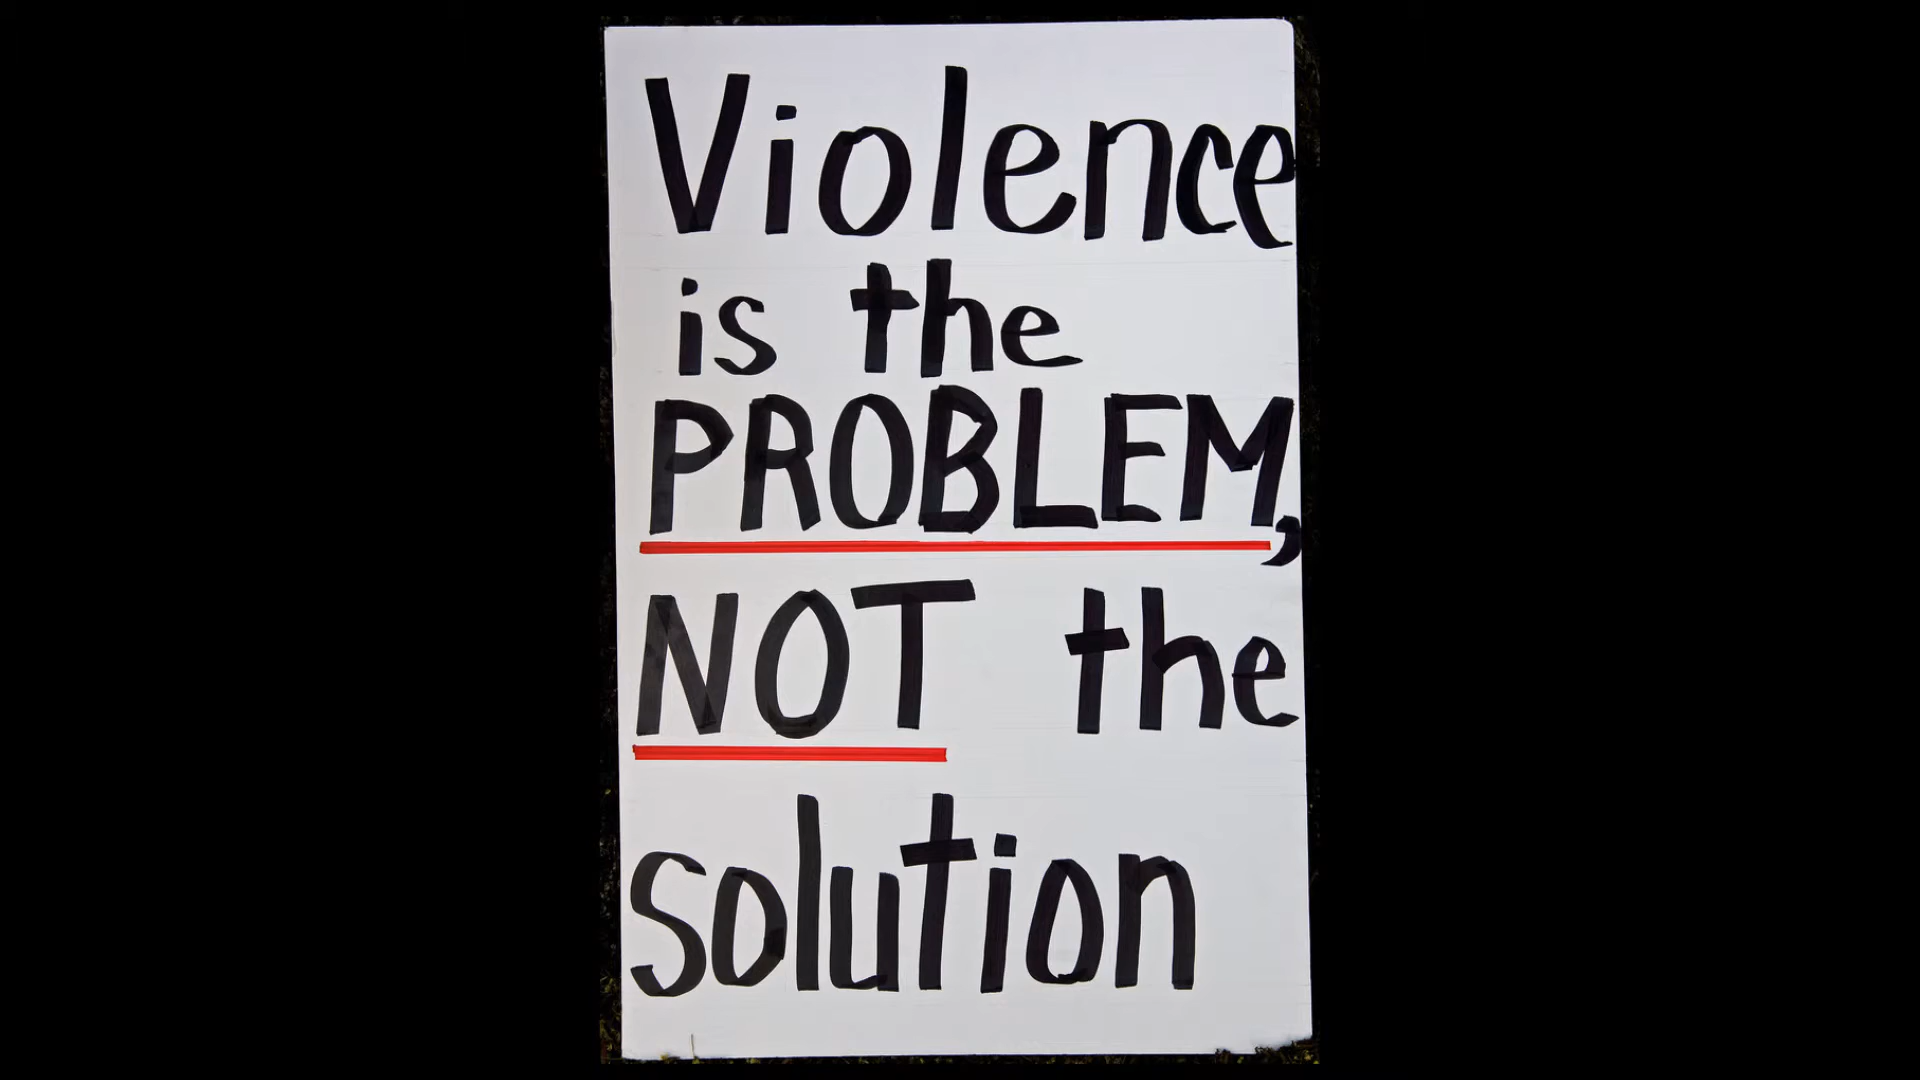 Violence
is the
PROBLEM,
NOT the
solution